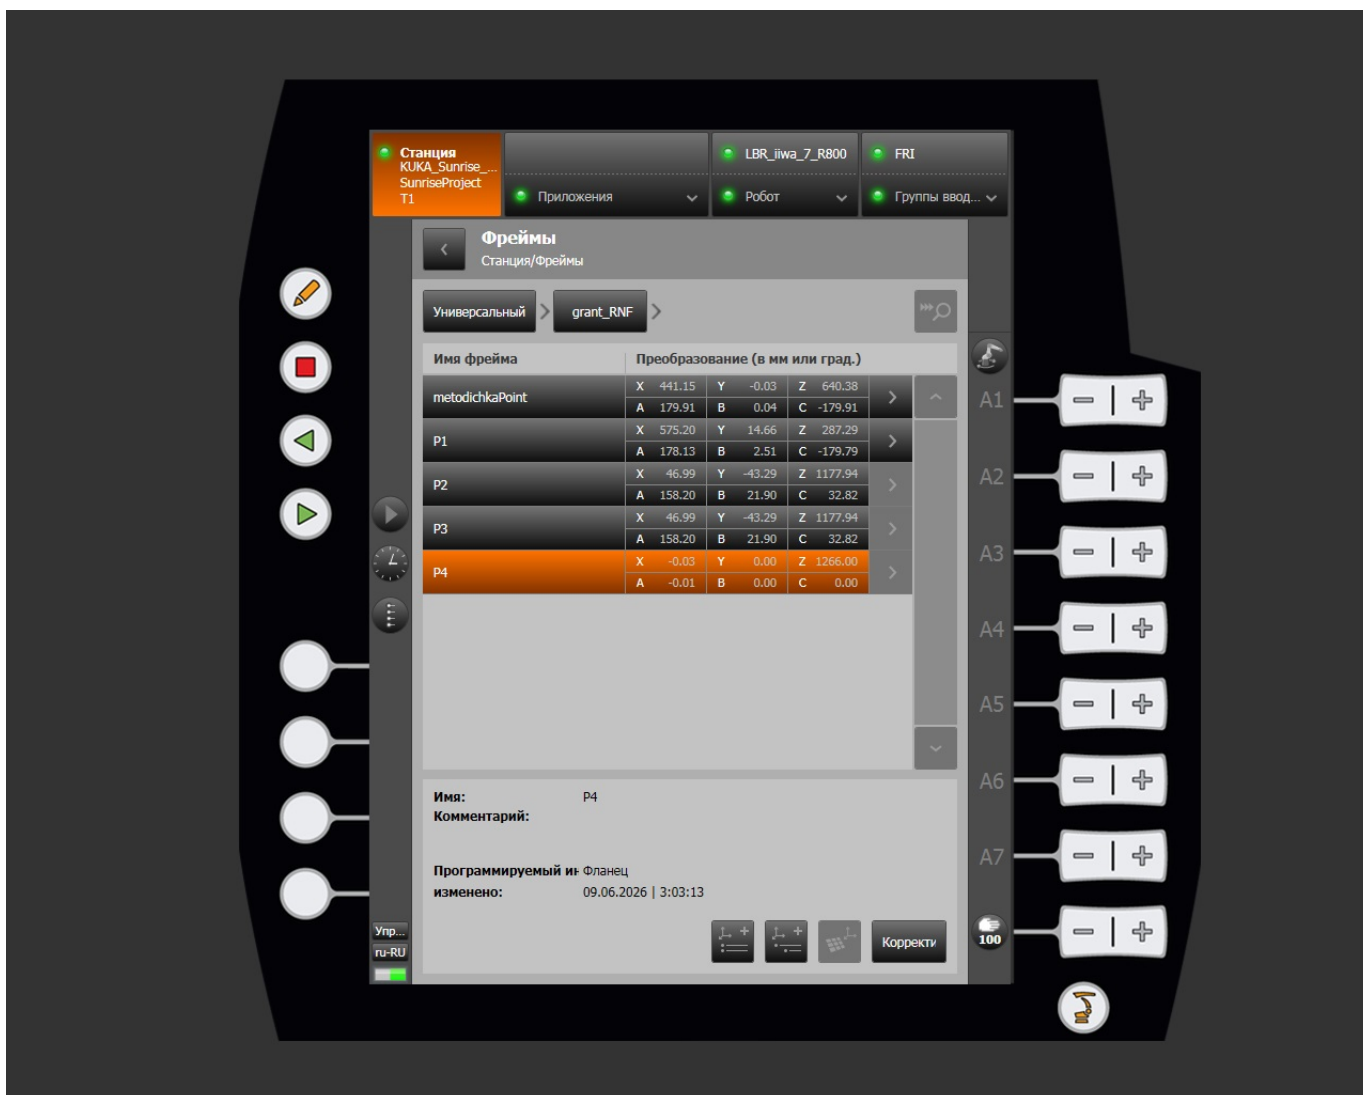 Станция
KUKA_Sunrise_...
SunriseProject
T1
Приложения
LBR_iiwa_7_R800
Робот
FRI
Группы ввод...
Фреймы
Станция/Фреймы
Универсальный
grant_RNF
Имя фрейма Преобразование (в мм или град.)
metodichkaPoint
X 441.15 Y -0.03 Z 640.38
A 179.91 B 0.04 C -179.91
P1
X 575.20 Y 14.66 Z 287.29
A 178.13 B 2.51 C -179.79
P2
X 46.99 Y -43.29 Z 1177.94
A 158.20 B 21.90 C 32.82
P3
X 46.99 Y -43.29 Z 1177.94
A 158.20 B 21.90 C 32.82
P4
X -0.03 Y 0.00 Z 1266.00
A -0.01 B 0.00 C 0.00
Имя: P4
Комментарий:
Программируемый ин Фланец
изменено: 09.06.2026 | 3:03:13
Корректи
Упр...
ru-RU
A1
A2
A3
A4
A5
A6
A7
100